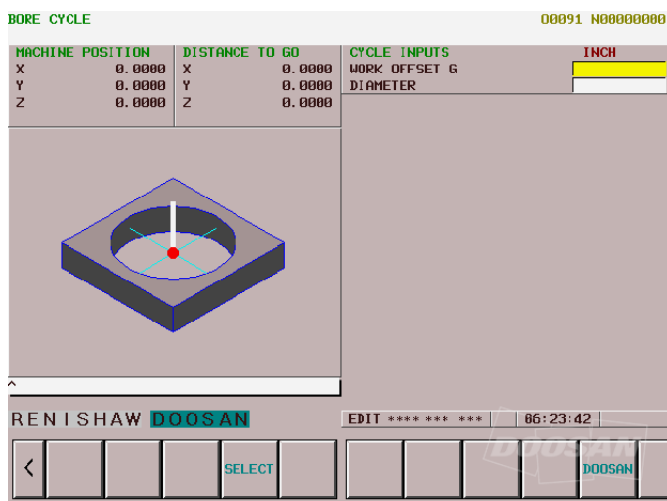 BORE CYCLE O0091 N00000000
MACHINE POSITION DISTANCE TO GO CYCLE INPUTS INCH
X 0.0000 X 0.0000 WORK OFFSET G
Y 0.0000 Y 0.0000 DIAMETER
Z 0.0000 Z 0.0000
^
RENISHAW DOOSAN EDIT **** *** *** 06:23:42
DOOSAN
< SELECT DOOSAN